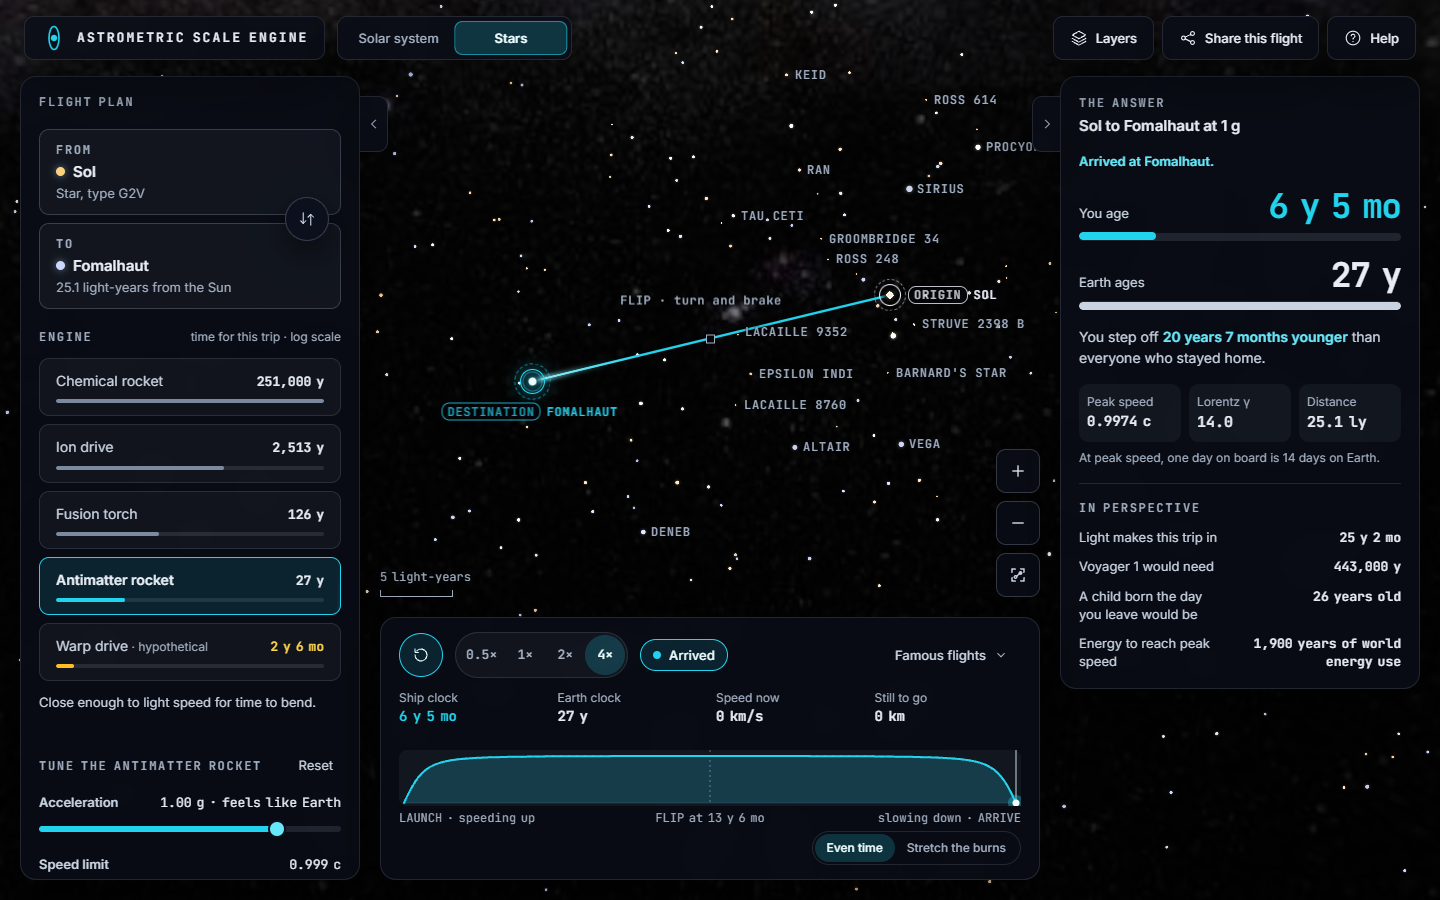 ASTROMETRIC SCALE ENGINE
Solar system
Stars
Layers
Share this flight
Help
FLIGHT PLAN
FROM
Sol
Star, type G2V
TO
Fomalhaut
25.1 light-years from the Sun
ENGINE
time for this trip · log scale
Chemical rocket
251,000 y
Ion drive
2,513 y
Fusion torch
126 y
Antimatter rocket
27 y
Warp drive · hypothetical
2 y 6 mo
Close enough to light speed for time to bend.
TUNE THE ANTIMATTER ROCKET
Reset
Acceleration
1.00 g · feels like Earth
Speed limit
0.999 c
KEID
ROSS 614
PROCYO
RAN
SIRIUS
TAU CETI
GROOMBRIDGE 34
ROSS 248
FLIP · turn and brake
ORIGIN SOL
STRUVE 2398 B
LACAILLE 9352
EPSILON INDI
BARNARD'S STAR
LACAILLE 8760
DESTINATION FOMALHAUT
ALTAIR
VEGA
DENEB
5 light-years
0.5×
1×
2×
4×
Arrived
Famous flights
Ship clock
6 y 5 mo
Earth clock
27 y
Speed now
0 km/s
Still to go
0 km
LAUNCH · speeding up
FLIP at 13 y 6 mo
slowing down · ARRIVE
Even time
Stretch the burns
THE ANSWER
Sol to Fomalhaut at 1 g
Arrived at Fomalhaut.
You age
6 y 5 mo
Earth ages
27 y
You step off 20 years 7 months younger than
everyone who stayed home.
Peak speed
0.9974 c
Lorentz γ
14.0
Distance
25.1 ly
At peak speed, one day on board is 14 days on Earth.
IN PERSPECTIVE
Light makes this trip in
25 y 2 mo
Voyager 1 would need
443,000 y
A child born the day
you leave would be
26 years old
Energy to reach peak
speed
1,900 years of world
energy use